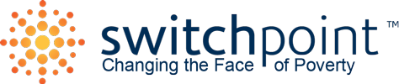 switchpoint™
Changing the Face of Poverty